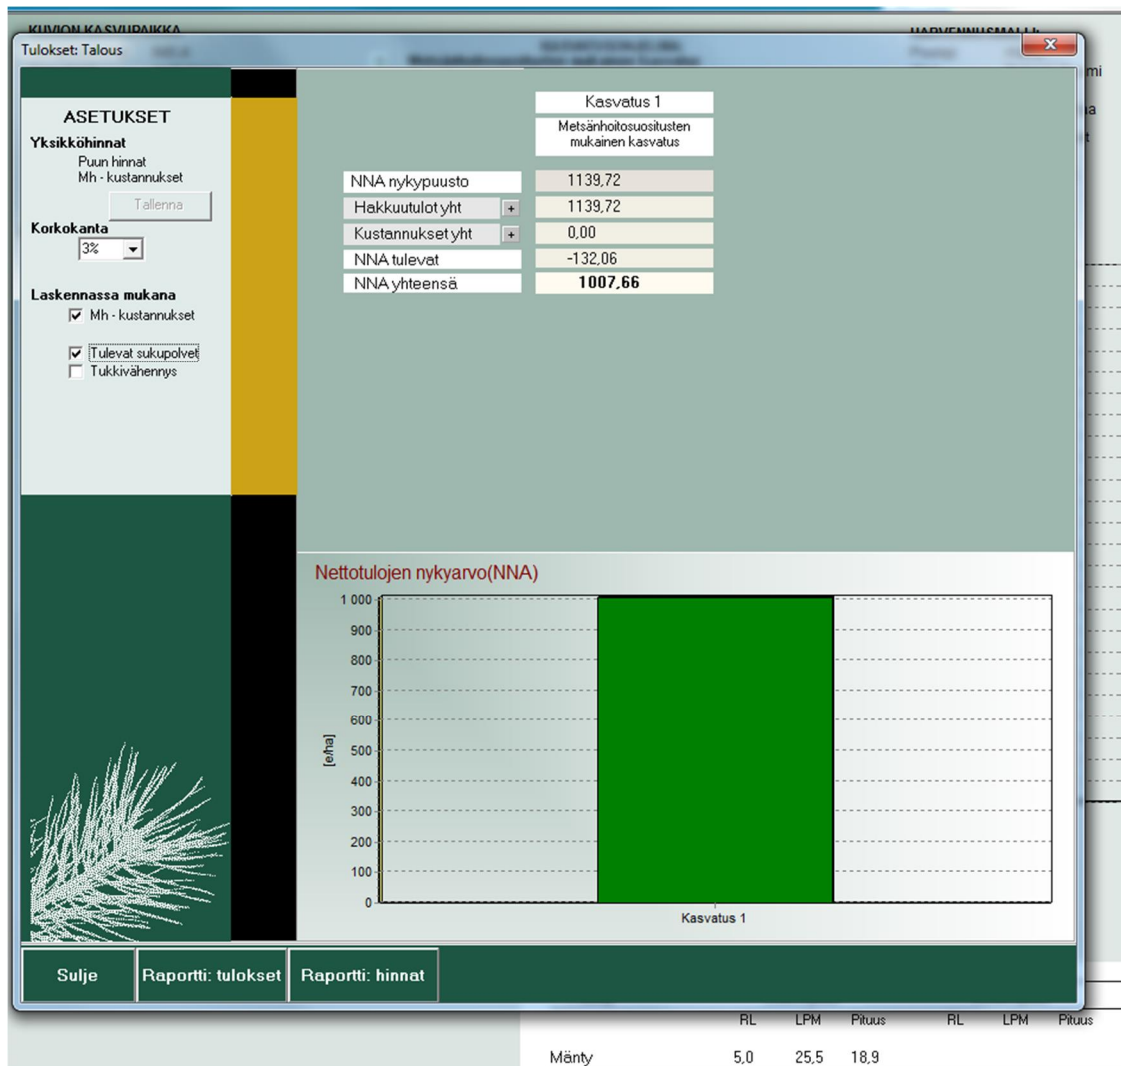 KUVION KASVUPAIKKA
HARVENNUSMALLI:
Tulokset: Talous
mi
na
t
ASETUKSET
Yksikköhinnat
Puun hinnat
Mh - kustannukset
Tallenna
Korkokanta
3%
Laskennassa mukana
Mh - kustannukset
Tulevat sukupolvet
Tukkivähennys
Kasvatus 1
Metsänhoitosuositusten
mukainen kasvatus
NNA nykypuusto 1139,72
Hakkuutulot yht + 1139,72
Kustannukset yht + 0,00
NNA tulevat -132,06
NNA yhteensä 1007,66
Nettotulojen nykyarvo(NNA)
1 000
900
800
700
600
500
400
300
200
100
0
[e/ha]
Kasvatus 1
Sulje Raportti: tulokset Raportti: hinnat
RL LPM Pituus RL LPM Pituus
Mänty 5,0 25,5 18,9